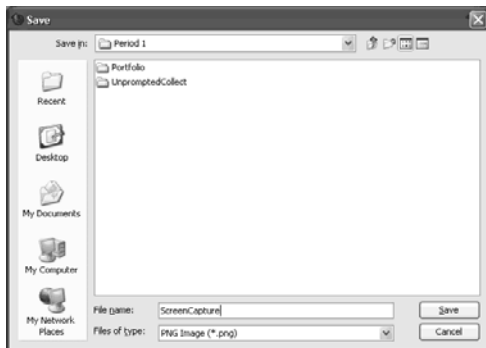 Save
Save in: Period 1
Portfolio
UnpromptedCollect
Recent
Desktop
My Documents
My Computer
My Network
Places
File name: ScreenCapture
Save
Files of type: PNG Image (*.png)
Cancel